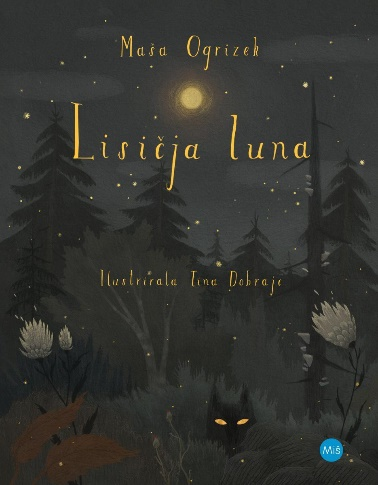 Maša Ogrizek
Lisičja luna
Ilustrirala Tina Dobrajc
Miš